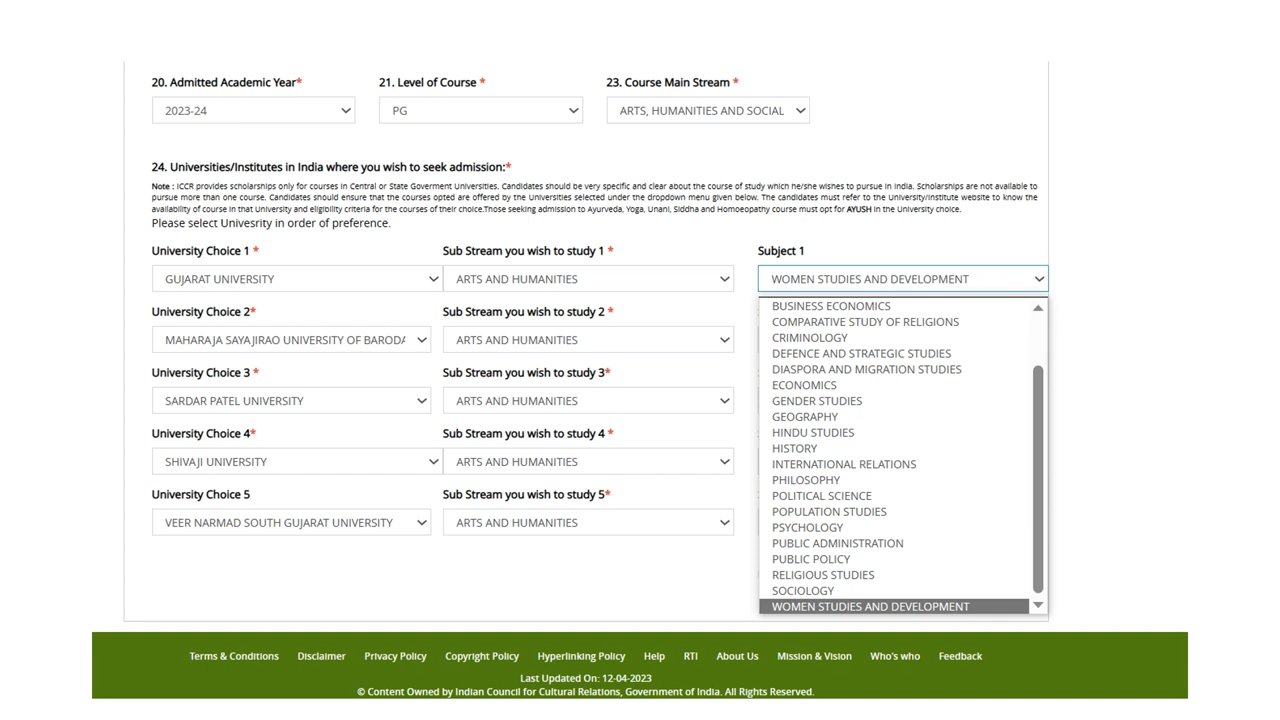 20. Admitted Academic Year*
21. Level of Course *
23. Course Main Stream *
2023-24
PG
ARTS, HUMANITIES AND SOCIAL
24. Universities/Institutes in India where you wish to seek admission:*
Note : ICCR provides scholarships only for courses in Central or State Goverment Univerisities. Candidates should be very specific and clear about the course of study which he/she wishes to pursue in india. Scholarships are not available to
pursue more than one course. Candidates should ensure that the courses opted are offered by the Universities selected under the dropdown menu given below. The candidates must refer to the University/institute website to know the
availability of course in that University and eligibility criteria for the courses of their choice.Those seeking admission to Ayurveda, Yoga, Unani, Siddha and Homoeopathy course must opt for AYUSH in the University choice.
Please select Univesrity in order of preference.
University Choice 1 *
Sub Stream you wish to study 1 *
Subject 1
GUJARAT UNIVERSITY
ARTS AND HUMANITIES
WOMEN STUDIES AND DEVELOPMENT
University Choice 2*
Sub Stream you wish to study 2 *
MAHARAJA SAYAJIRAO UNIVERSITY OF BARODA
ARTS AND HUMANITIES
University Choice 3 *
Sub Stream you wish to study 3*
SARDAR PATEL UNIVERSITY
ARTS AND HUMANITIES
University Choice 4*
Sub Stream you wish to study 4 *
SHIVAJI UNIVERSITY
ARTS AND HUMANITIES
University Choice 5
Sub Stream you wish to study 5*
VEER NARMAD SOUTH GUJARAT UNIVERSITY
ARTS AND HUMANITIES
BUSINESS ECONOMICS
COMPARATIVE STUDY OF RELIGIONS
CRIMINOLOGY
DEFENCE AND STRATEGIC STUDIES
DIASPORA AND MIGRATION STUDIES
ECONOMICS
GENDER STUDIES
GEOGRAPHY
HINDU STUDIES
HISTORY
INTERNATIONAL RELATIONS
PHILOSOPHY
POLITICAL SCIENCE
POPULATION STUDIES
PSYCHOLOGY
PUBLIC ADMINISTRATION
PUBLIC POLICY
RELIGIOUS STUDIES
SOCIOLOGY
WOMEN STUDIES AND DEVELOPMENT
Terms & Conditions Disclaimer Privacy Policy Copyright Policy Hyperlinking Policy Help RTI About Us Mission & Vision Who's who Feedback
Last Updated On: 12-04-2023
© Content Owned by Indian Council for Cultural Relations, Government of India. All Rights Reserved.